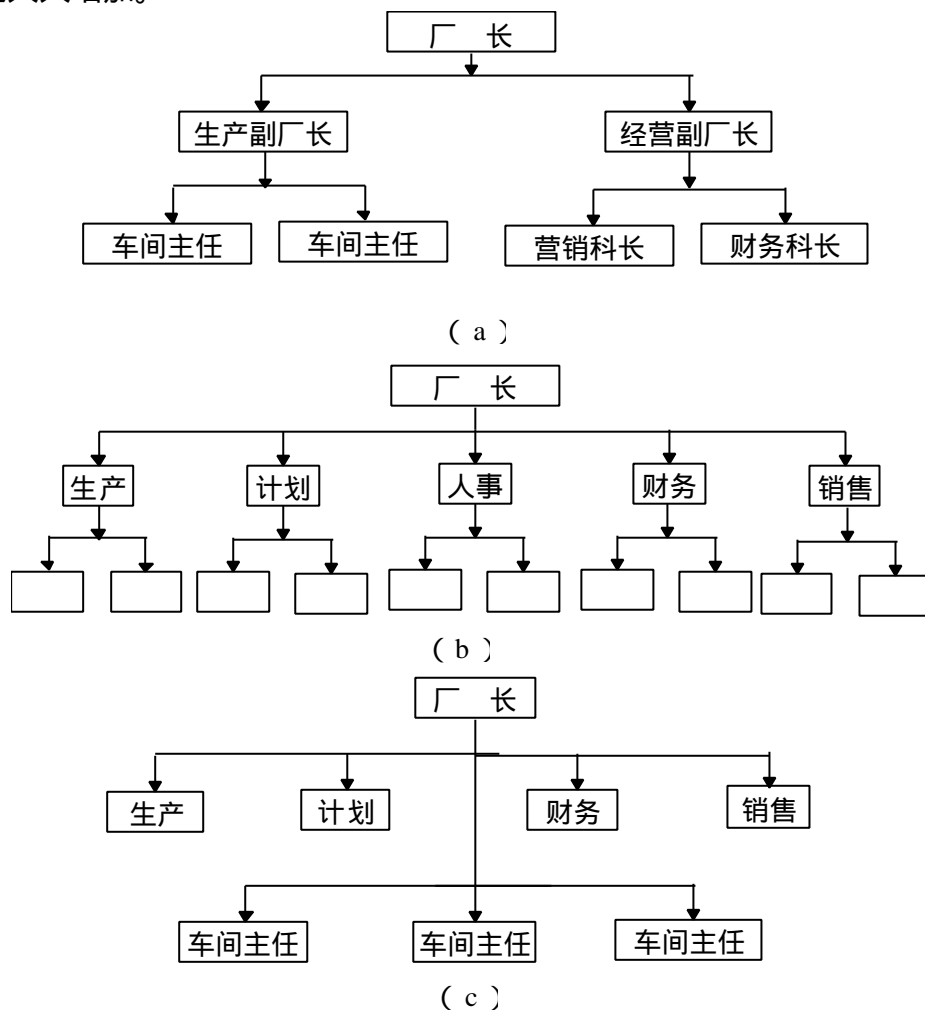 厂 长
生产副厂长 经营副厂长
车间主任 车间主任 营销科长 财务科长
( a )
厂 长
生产 计划 人事 财务 销售
( b )
厂 长
生产 计划 财务 销售
车间主任 车间主任 车间主任
( c )